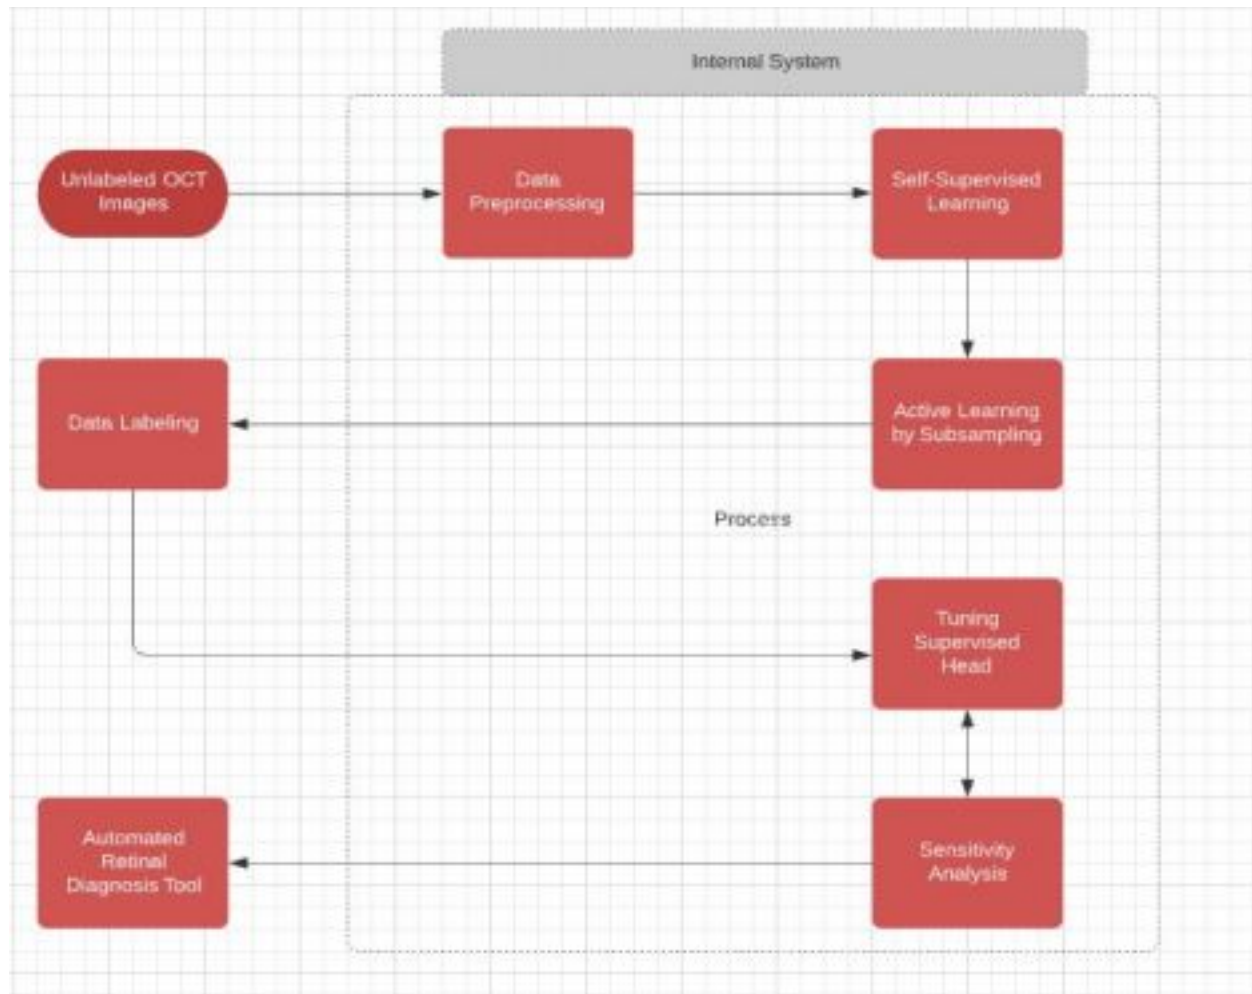 Internal System
Unlabeled OCT
Images
Data
Preprocessing
Self-Supervised
Learning
Data Labeling
Active Learning
by Subsampling
Process
Tuning
Supervised
Head
Automated
Retinal
Diagnosis Tool
Sensitivity
Analysis